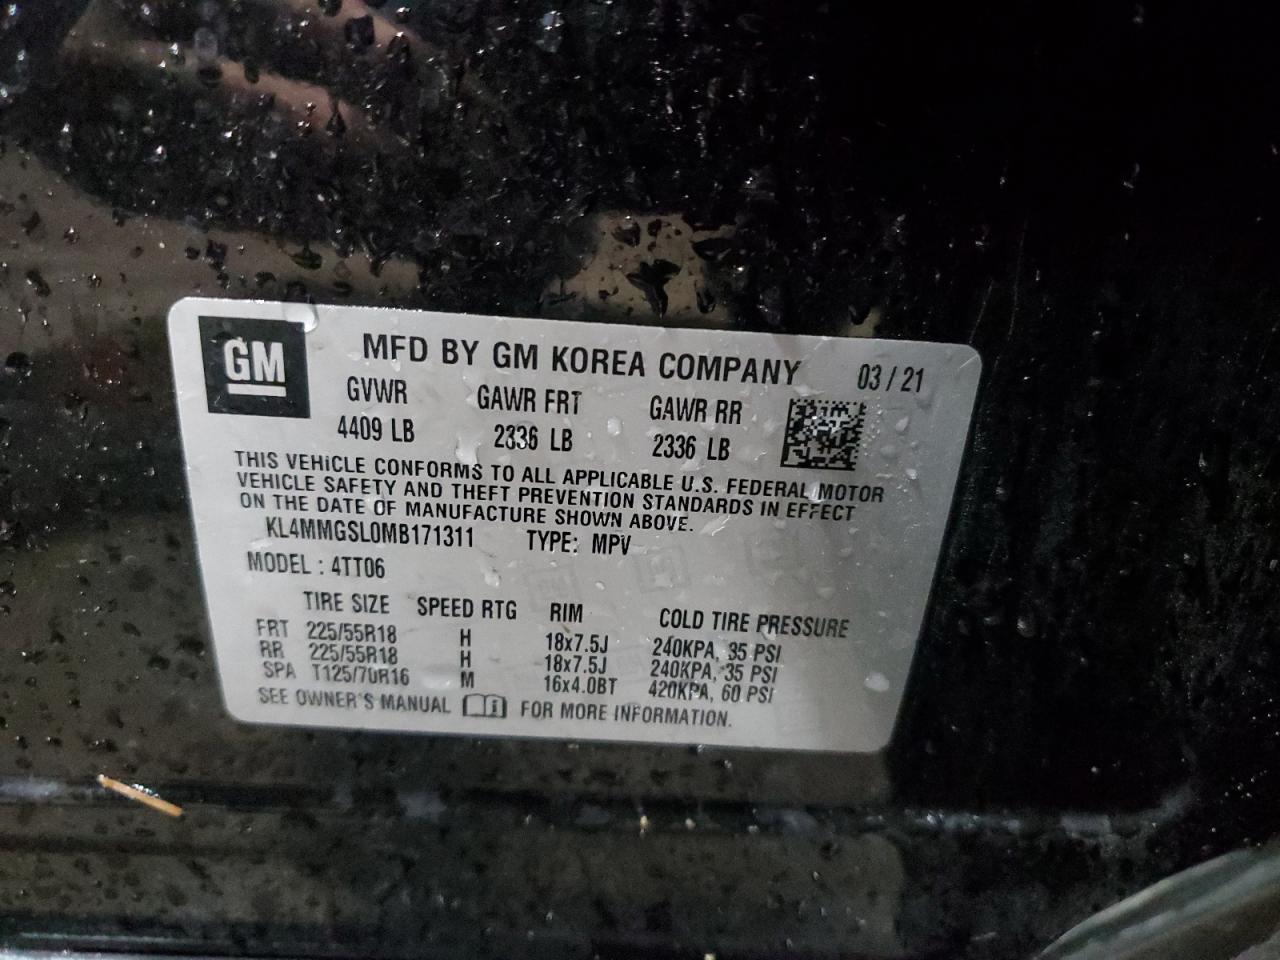 GM
MFD BY GM KOREA COMPANY 03 / 21
GVWR GAWR FRT GAWR RR
4409 LB 2336 LB 2336 LB
THIS VEHICLE CONFORMS TO ALL APPLICABLE U.S. FEDERAL MOTOR
VEHICLE SAFETY AND THEFT PREVENTION STANDARDS IN EFFECT
ON THE DATE OF MANUFACTURE SHOWN ABOVE.
KL4MMGSL0MB171311 TYPE: MPV
MODEL : 4TT06
TIRE SIZE SPEED RTG RIM COLD TIRE PRESSURE
FRT 225/55R18 H 18x7.5J 240KPA, 35 PSI
RR 225/55R18 H 18x7.5J 240KPA, 35 PSI
SPA T125/70R16 M 16x4.0BT 420KPA, 60 PSI
SEE OWNER'S MANUAL i FOR MORE INFORMATION.